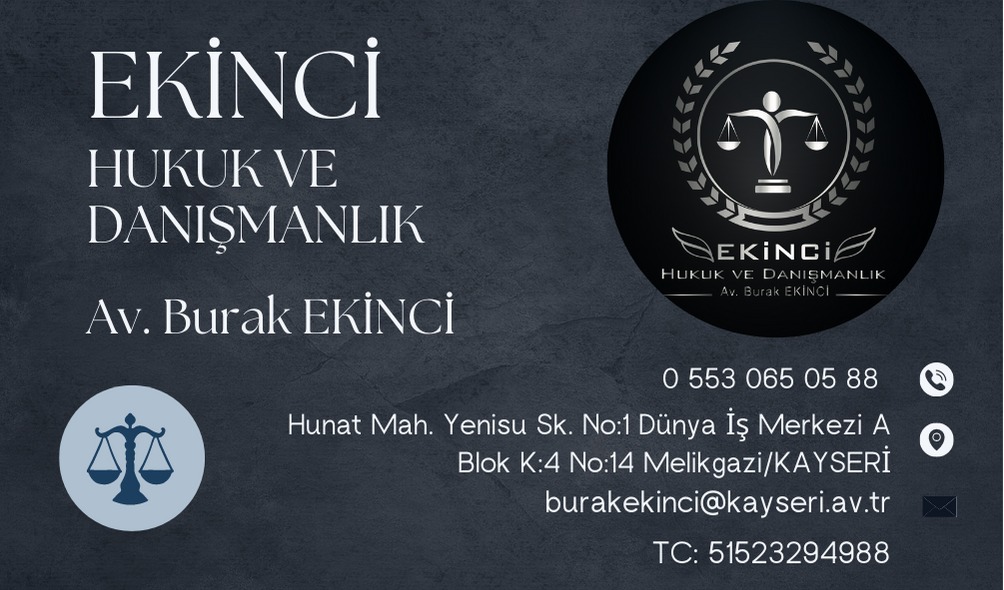 EKİNCİ
HUKUK VE
DANIŞMANLIK
Av. Burak EKİNCİ
EKİNCİ
HUKUK VE DANIŞMANLIK
Av. Burak EKİNCİ
0 553 065 05 88
Hunat Mah. Yenisu Sk. No:1 Dünya İş Merkezi A
Blok K:4 No:14 Melikgazi/KAYSERİ
burakekinci@kayseri.av.tr
TC: 51523294988